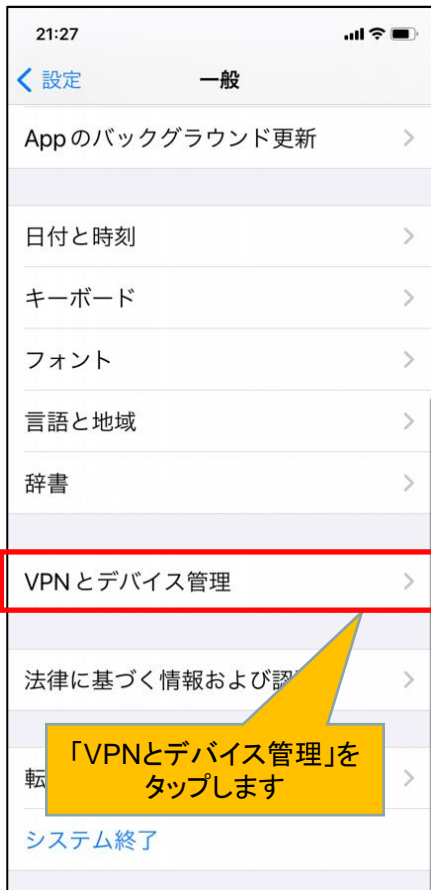 21:27
設定
一般
Appのバックグラウンド更新
日付と時刻
キーボード
フォント
言語と地域
辞書
VPNとデバイス管理
法律に基づく情報および認
「VPNとデバイス管理」を
タップします
転
システム終了